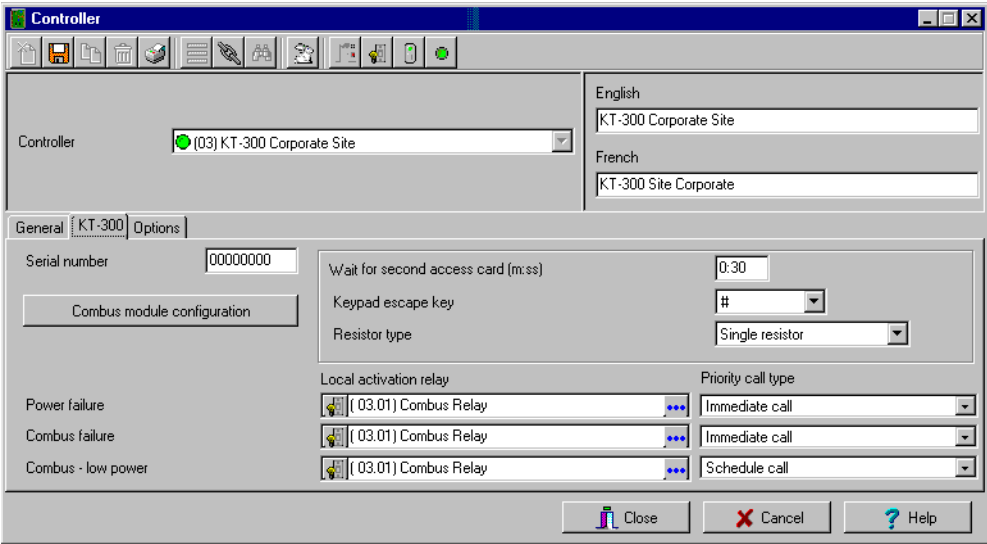 Controller
English
KT-300 Corporate Site
Controller
(03) KT-300 Corporate Site
French
KT-300 Site Corporate
General
KT-300
Options
Serial number
00000000
Wait for second access card (m:ss)
0:30
Combus module configuration
Keypad escape key
#
Resistor type
Single resistor
Local activation relay
Priority call type
Power failure
( 03.01) Combus Relay
Immediate call
Combus failure
( 03.01) Combus Relay
Immediate call
Combus - low power
( 03.01) Combus Relay
Schedule call
Close
Cancel
Help